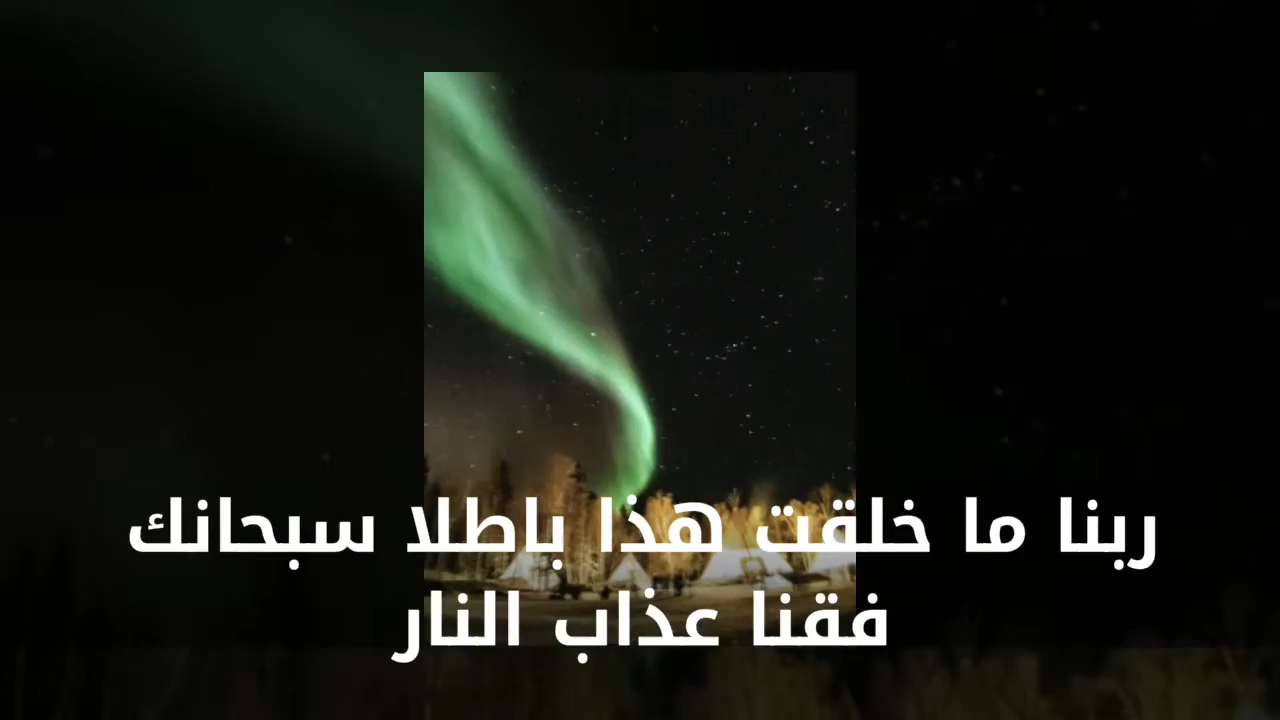 ربنا ما خلقت هذا باطلا سبحانك
فقنا عذاب النار